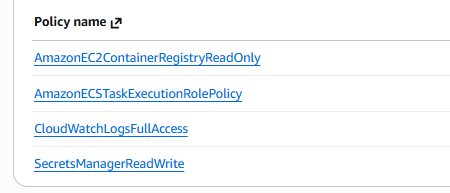 Policy name
AmazonEC2ContainerRegistryReadOnly
AmazonECSTaskExecutionRolePolicy
CloudWatchLogsFullAccess
SecretsManagerReadWrite